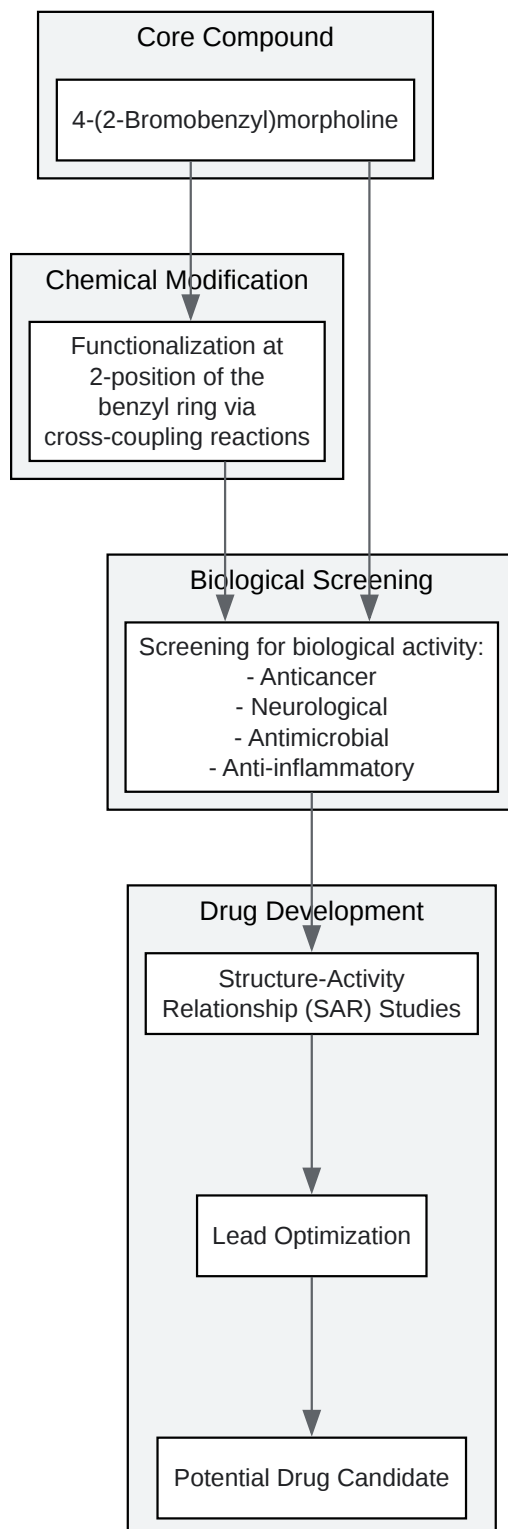 Core Compound
4-(2-Bromobenzyl)morpholine
Chemical Modification
Functionalization at
2-position of the
benzyl ring via
cross-coupling reactions
Biological Screening
Screening for biological activity:
- Anticancer
- Neurological
- Antimicrobial
- Anti-inflammatory
Drug Development
Structure-Activity
Relationship (SAR) Studies
Lead Optimization
Potential Drug Candidate